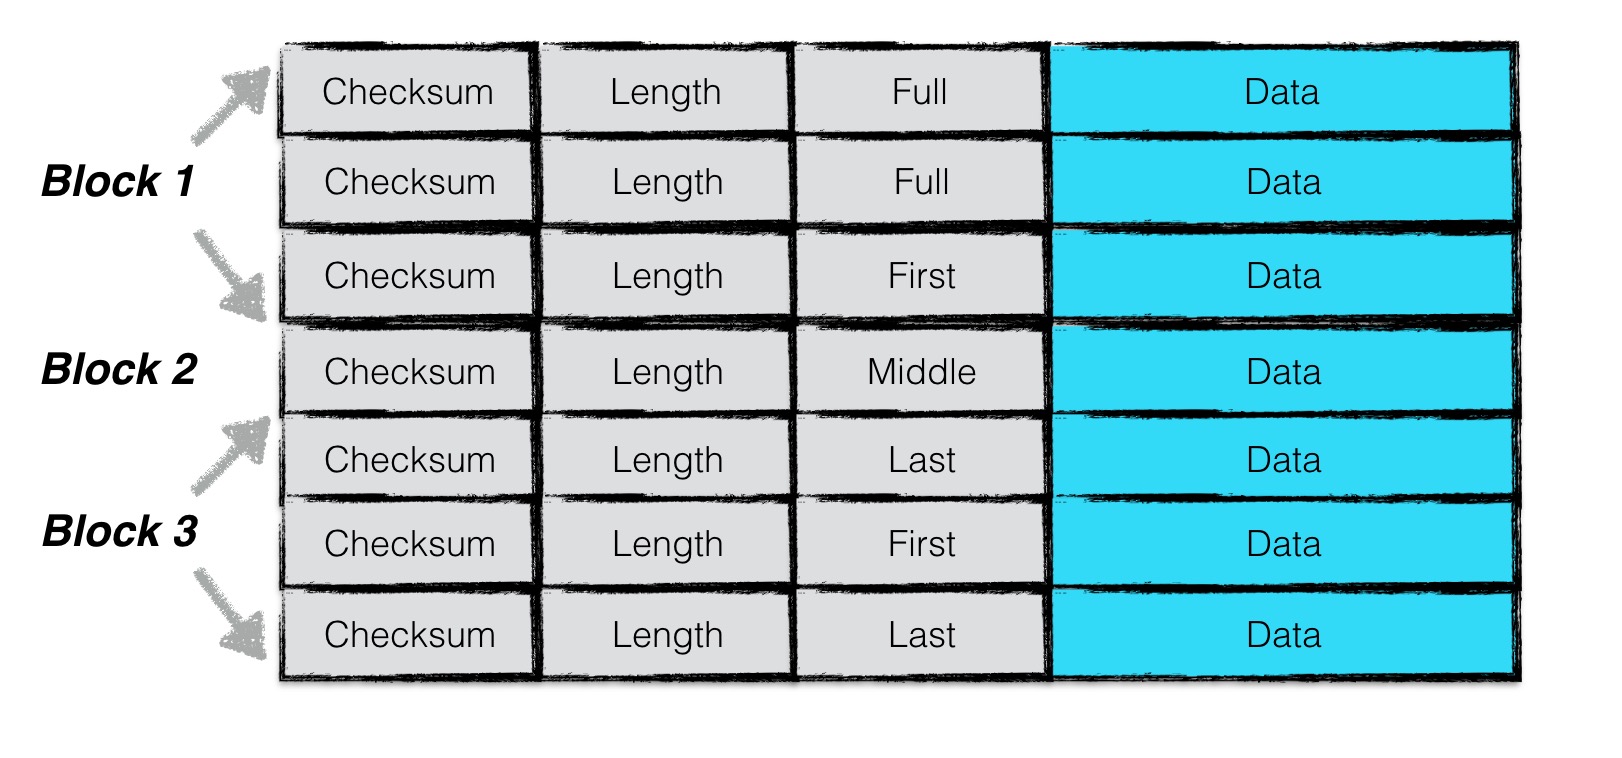 Checksum Length Full Data
Block 1
Checksum Length Full Data
Checksum Length First Data
Block 2
Checksum Length Middle Data
Checksum Length Last Data
Block 3
Checksum Length First Data
Checksum Length Last Data